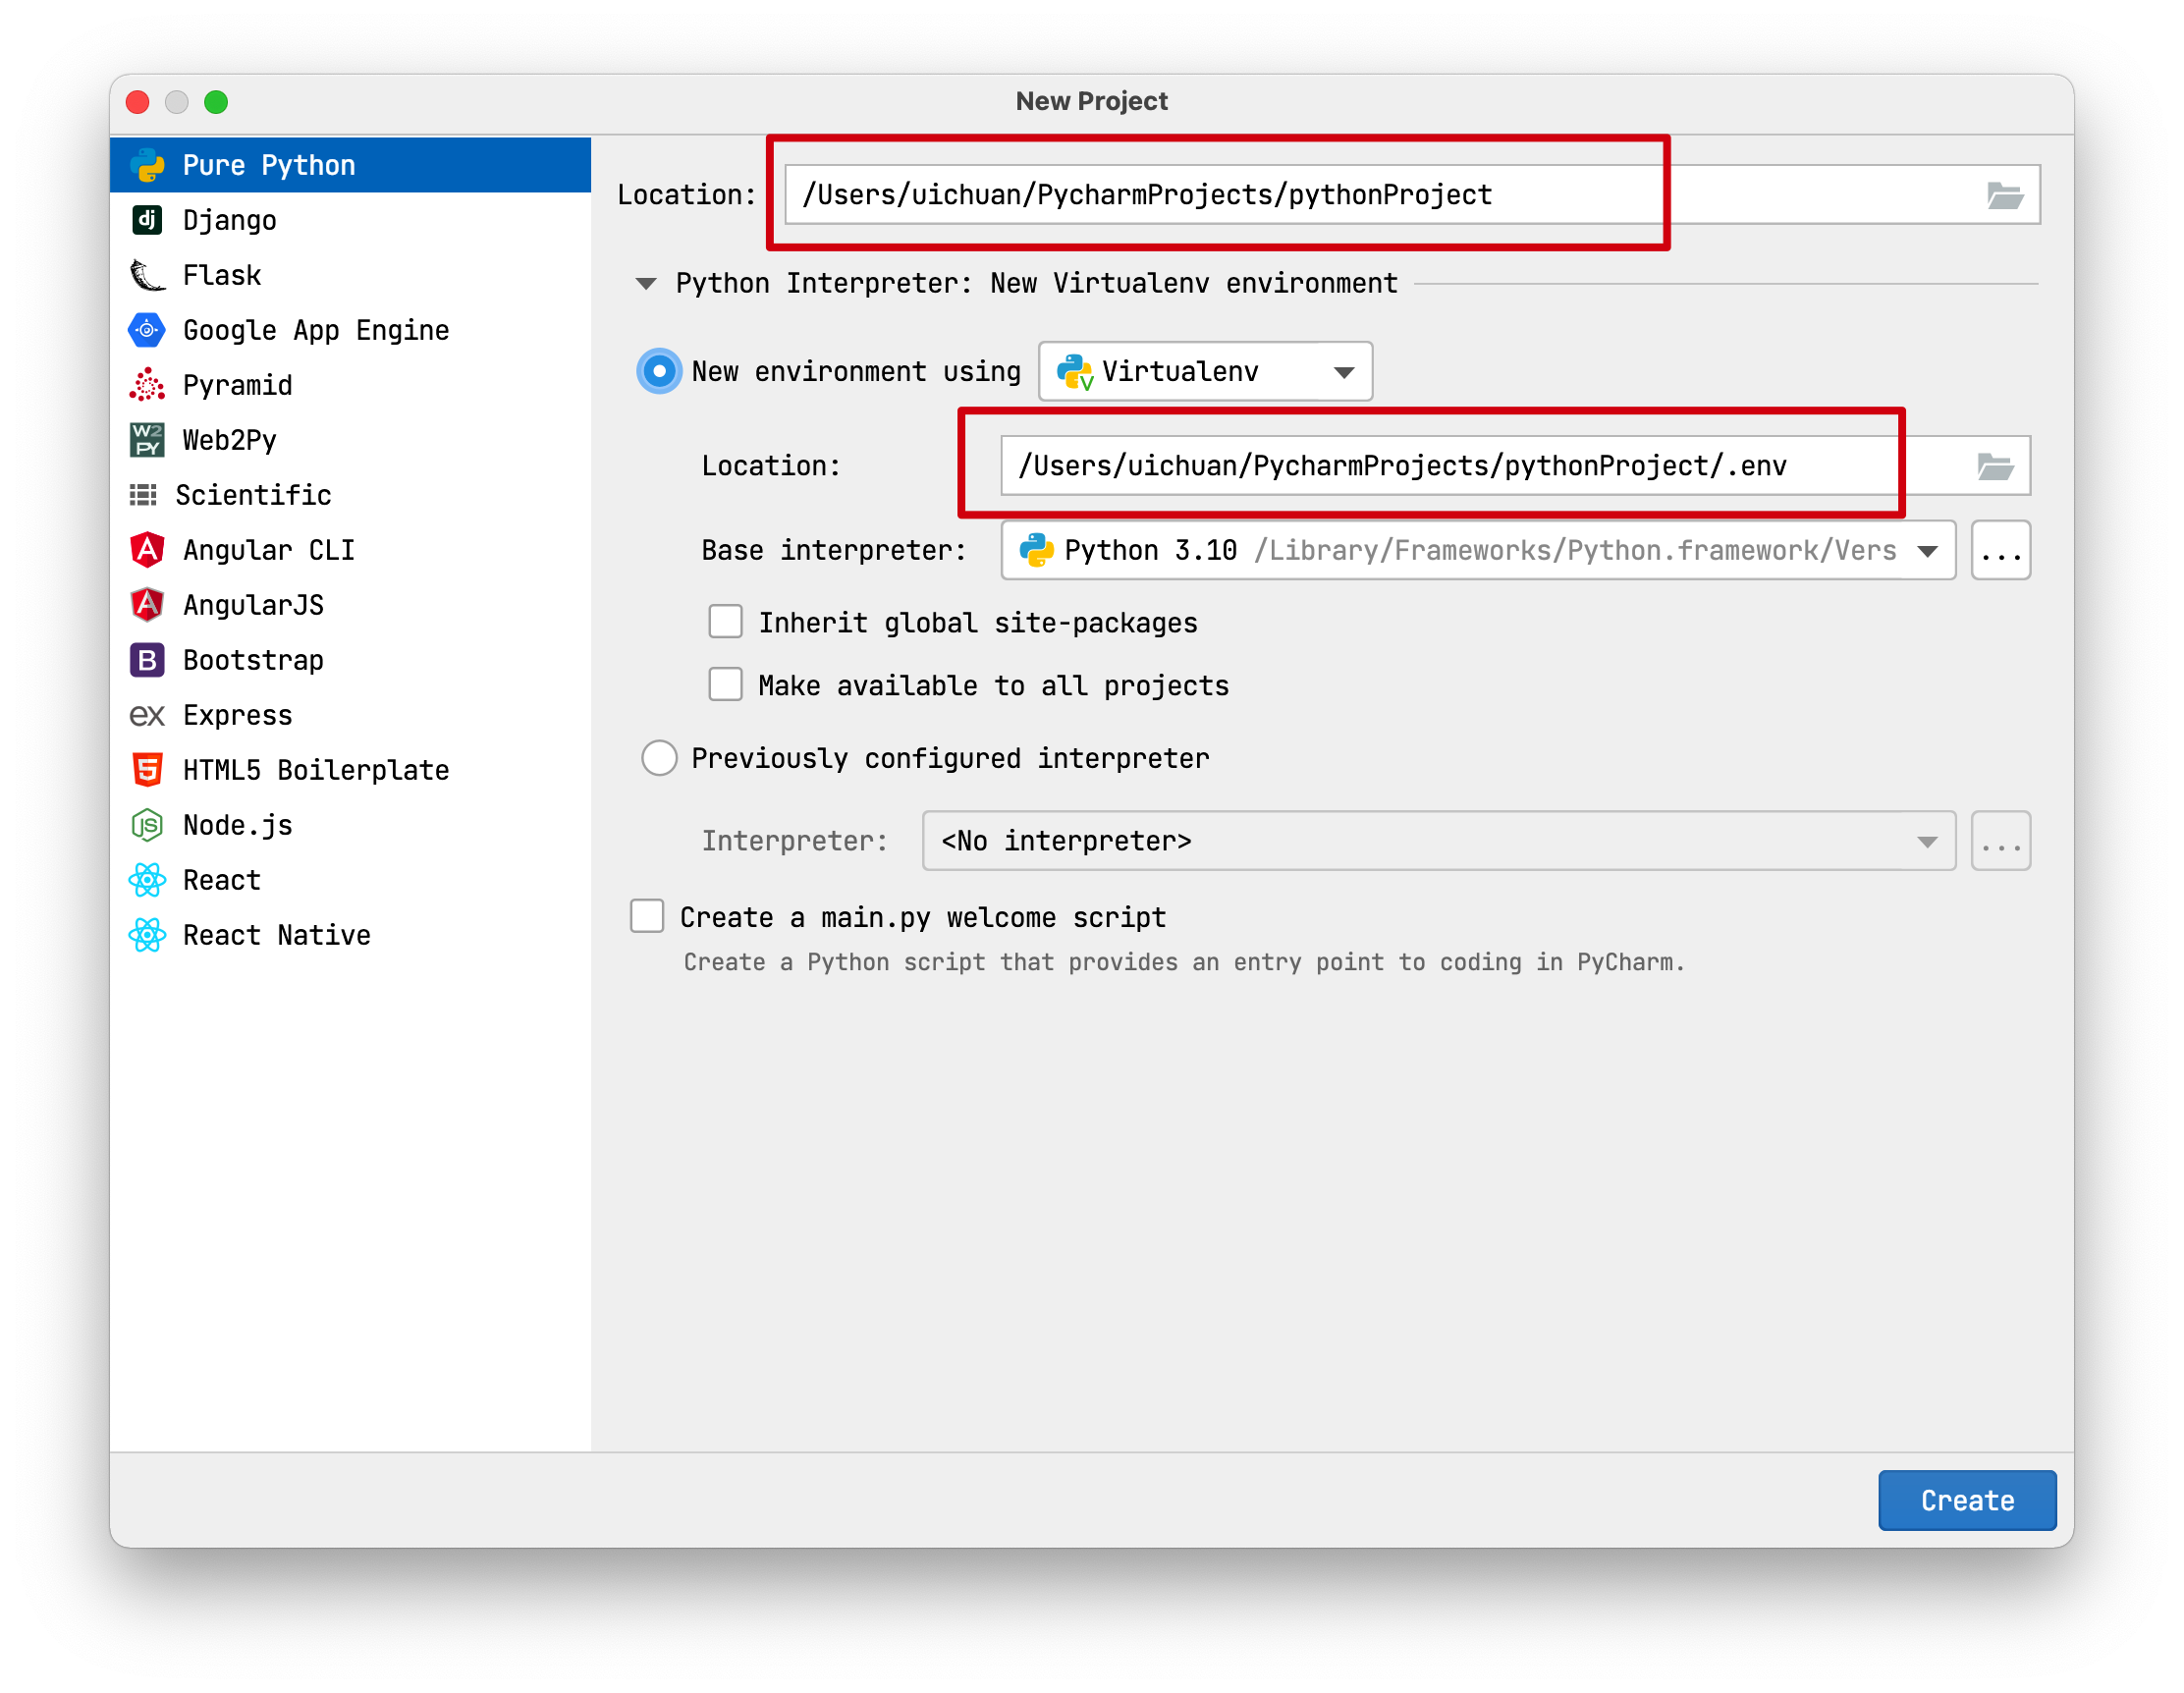 New Project
Pure Python
Django
Flask
Google App Engine
Pyramid
Web2Py
Scientific
Angular CLI
AngularJS
Bootstrap
Express
HTML5 Boilerplate
Node.js
React
React Native
Location: /Users/uichuan/PycharmProjects/pythonProject
Python Interpreter: New Virtualenv environment
New environment using Virtualenv
Location: /Users/uichuan/PycharmProjects/pythonProject/.env
Base interpreter: Python 3.10 /Library/Frameworks/Python.framework/Vers ...
Inherit global site-packages
Make available to all projects
Previously configured interpreter
Interpreter: <No interpreter> ...
Create a main.py welcome script
Create a Python script that provides an entry point to coding in PyCharm.
Create